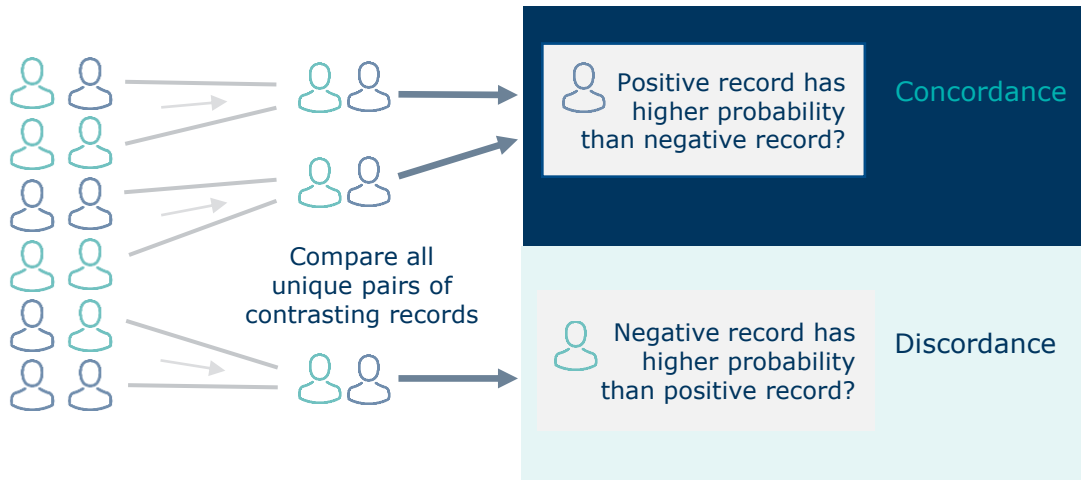 Positive record has
higher probability
than negative record?
Concordance
Compare all
unique pairs of
contrasting records
Negative record has
higher probability
than positive record?
Discordance